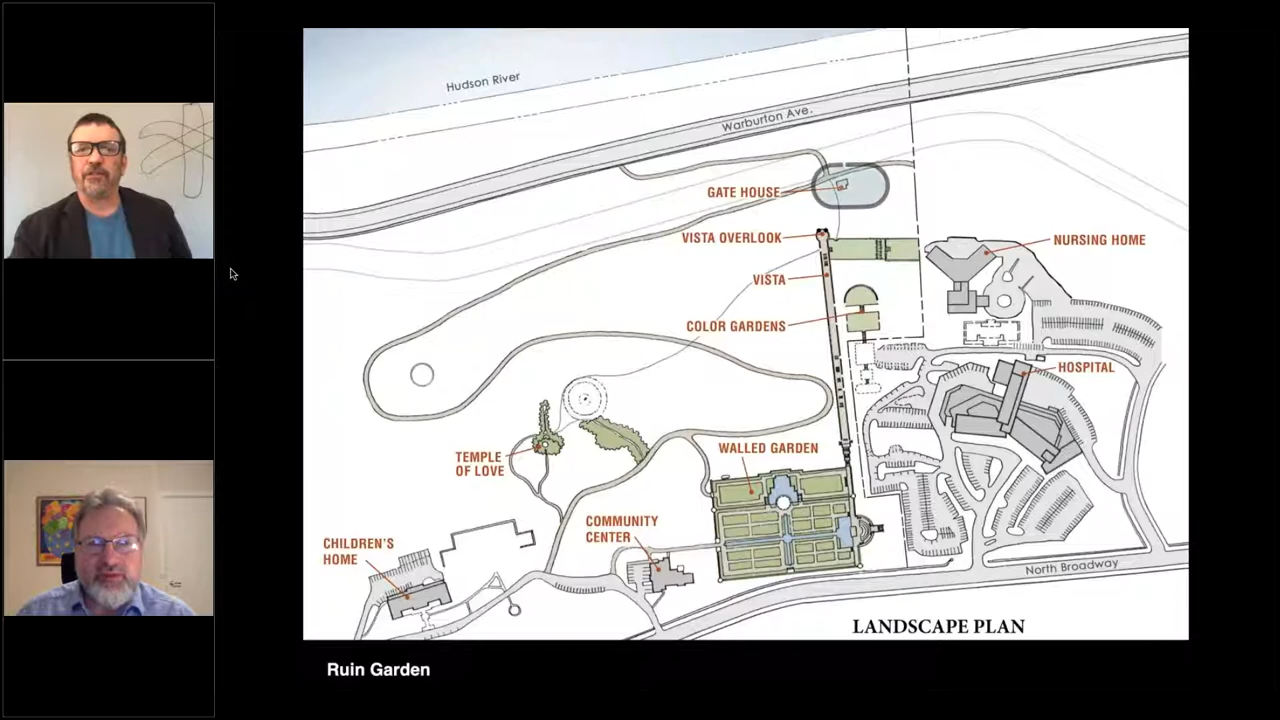 Hudson River
Warburton Ave.
GATE HOUSE
VISTA OVERLOOK
NURSING HOME
VISTA
COLOR GARDENS
HOSPITAL
WALLED GARDEN
TEMPLE
OF LOVE
COMMUNITY
CENTER
CHILDREN'S
HOME
North Broadway
LANDSCAPE PLAN
Ruin Garden